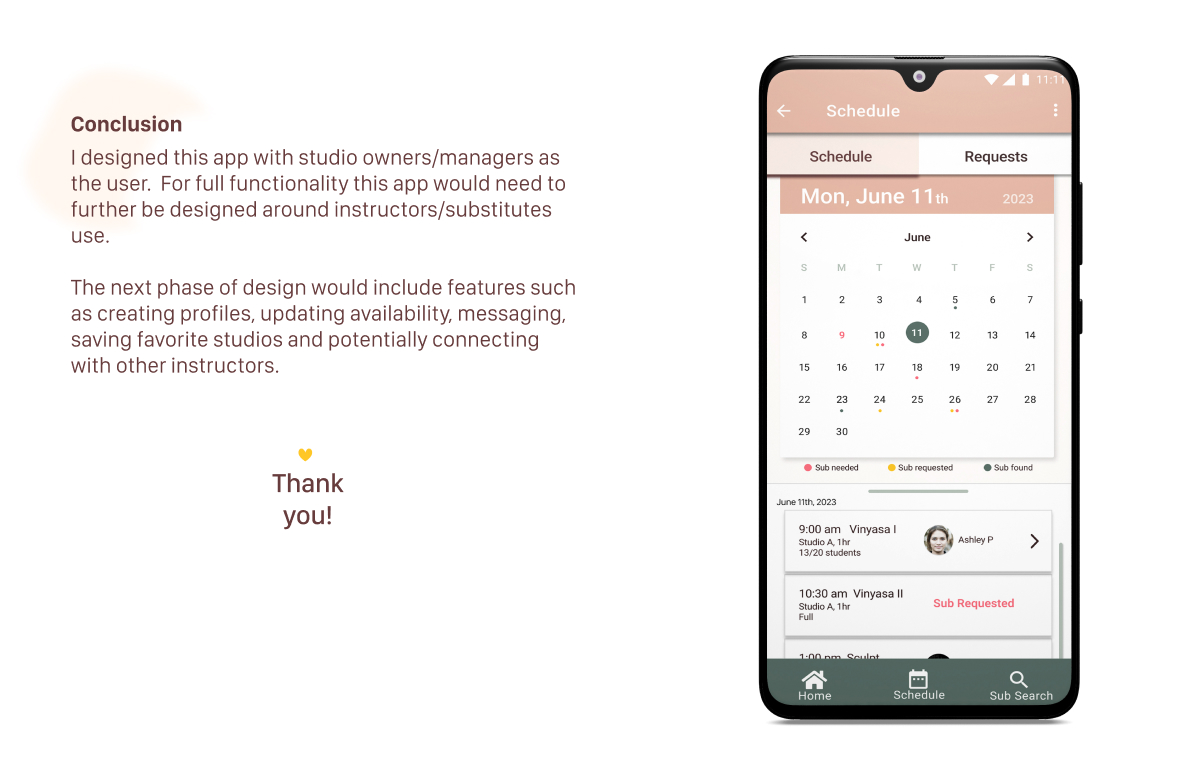 Conclusion
I designed this app with studio owners/managers as
the user. For full functionality this app would need to
further be designed around instructors/substitutes
use.
The next phase of design would include features such
as creating profiles, updating availability, messaging,
saving favorite studios and potentially connecting
with other instructors.
Thank
you!
11:11
Schedule
Schedule Requests
Mon, June 11th 2023
June
S M T W T F S
1 2 3 4 5 6 7
8 9 10 11 12 13 14
15 16 17 18 19 20 21
22 23 24 25 26 27 28
29 30
Sub needed Sub requested Sub found
June 11th, 2023
9:00 am Vinyasa I
Studio A, 1hr
13/20 students
Ashley P
10:30 am Vinyasa II
Studio A, 1hr
Full
Sub Requested
1:00 pm Sculpt
Home Schedule Sub Search